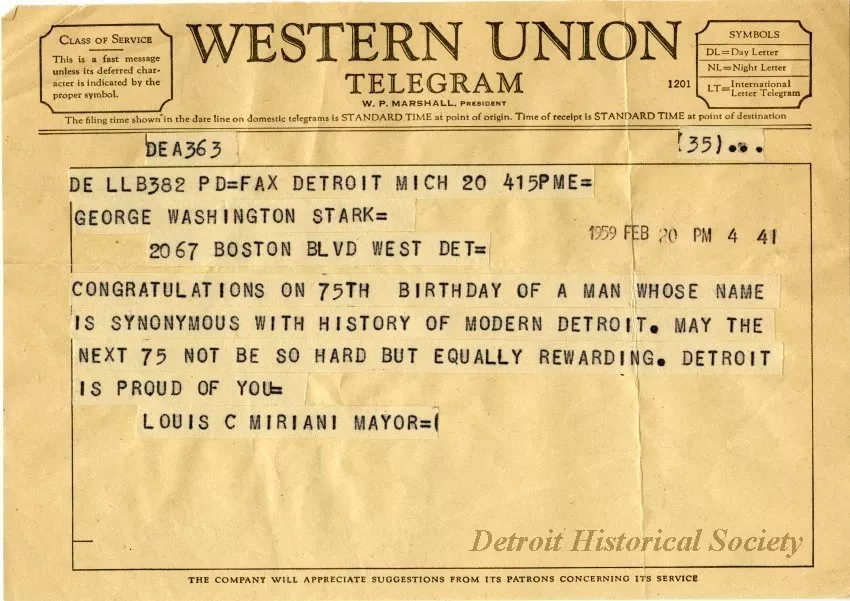 CLASS OF SERVICE
This is a fast message
unless its deferred char-
acter is indicated by the
proper symbol.
WESTERN UNION
TELEGRAM
W. P. MARSHALL, PRESIDENT
1201
SYMBOLS
DL=Day Letter
NL=Night Letter
LT=International Letter Telegram
The filing time shown in the date line on domestic telegrams is STANDARD TIME at point of origin. Time of receipt is STANDARD TIME at point of destination
DEA363 (35)...
DE LLB382 PD=FAX DETROIT MICH 20 415PME=
GEORGE WASHINGTON STARK=
1959 FEB 20 PM 4 41
2067 BOSTON BLVD WEST DET=
CONGRATULATIONS ON 75TH BIRTHDAY OF A MAN WHOSE NAME
IS SYNONYMOUS WITH HISTORY OF MODERN DETROIT. MAY THE
NEXT 75 NOT BE SO HARD BUT EQUALLY REWARDING. DETROIT
IS PROUD OF YOU=
LOUIS C MIRIANI MAYOR=(
Detroit Historical Society
THE COMPANY WILL APPRECIATE SUGGESTIONS FROM ITS PATRONS CONCERNING ITS SERVICE